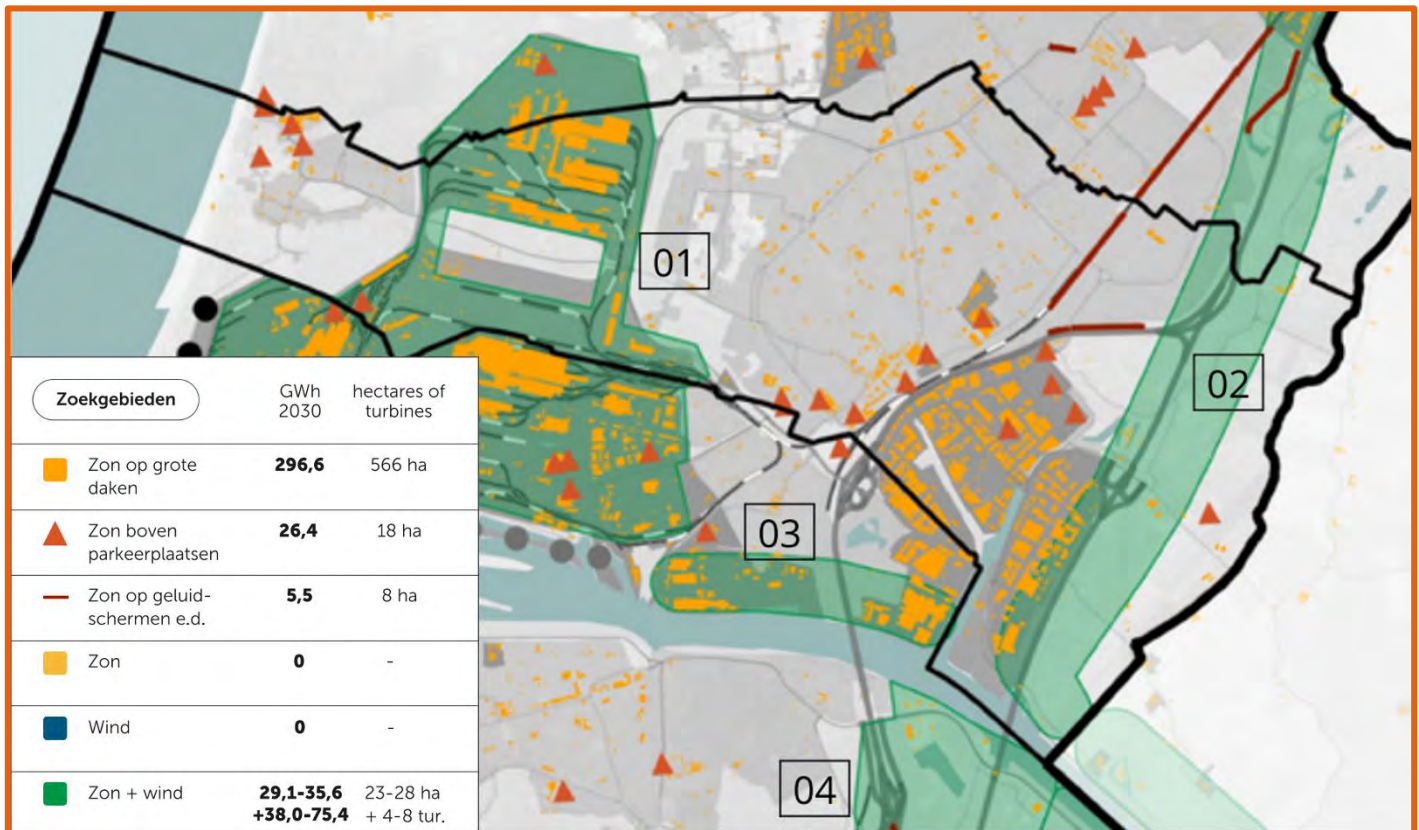 01
02
03
04
Zoekgebieden
GWh 2030
hectares of turbines
Zon op grote daken
296,6
566 ha
Zon boven parkeerplaatsen
26,4
18 ha
Zon op geluid-
schermen e.d.
5,5
8 ha
Zon
0
-
Wind
0
-
Zon + wind
29,1-35,6
+38,0-75,4
23-28 ha
+ 4-8 tur.